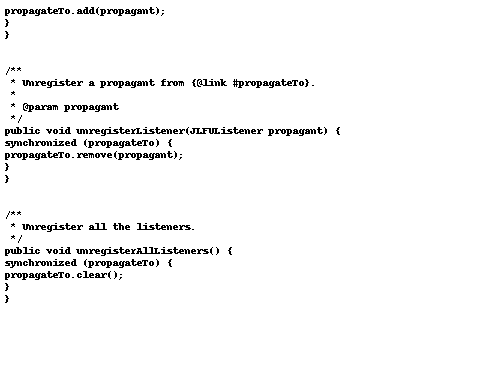 propagateTo.add(propagant);
}
}
/**
* Unregister a propagant from {@link #propagateTo}.
*
* @param propagant
*/
public void unregisterListener(JLFUListener propagant) {
synchronized (propagateTo) {
propagateTo.remove(propagant);
}
}
/**
* Unregister all the listeners.
*/
public void unregisterAllListeners() {
synchronized (propagateTo) {
propagateTo.clear();
}
}